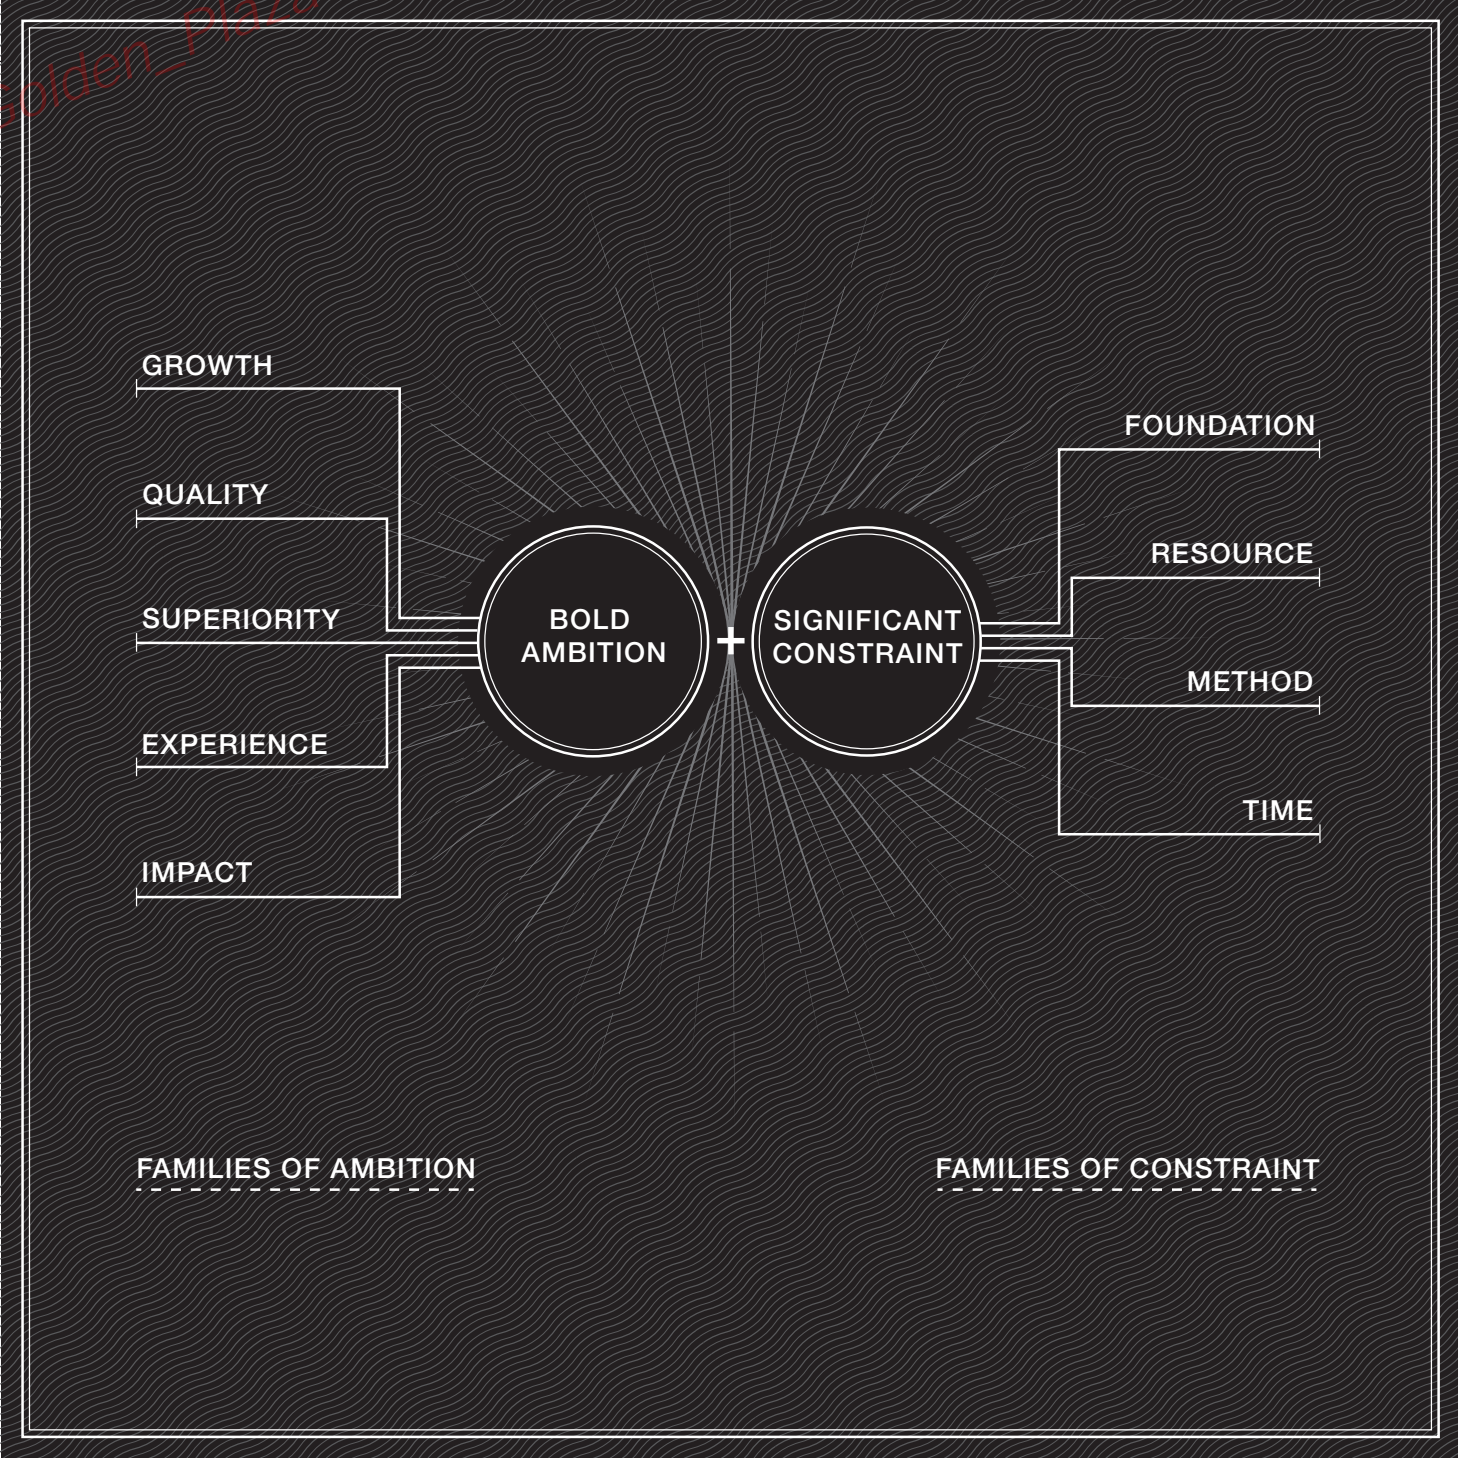 Golden_Plaza
GROWTH
QUALITY
SUPERIORITY
EXPERIENCE
IMPACT
BOLD
AMBITION
+
SIGNIFICANT
CONSTRAINT
FOUNDATION
RESOURCE
METHOD
TIME
FAMILIES OF AMBITION
FAMILIES OF CONSTRAINT